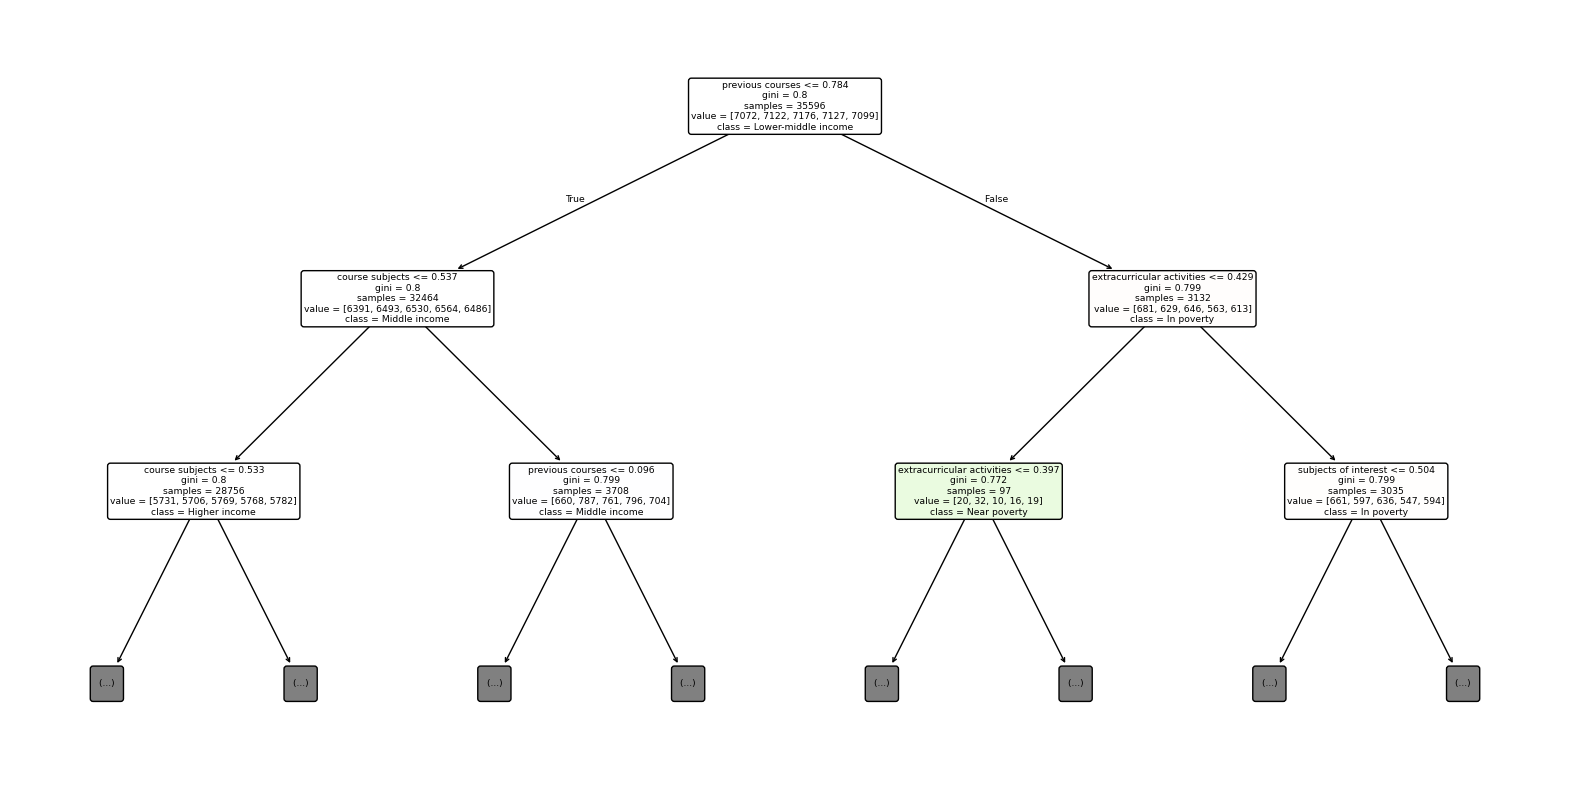 previous courses <= 0.784
gini = 0.8
samples = 35596
value = [7072, 7122, 7176, 7127, 7099]
class = Lower-middle income
True
False
course subjects <= 0.537
gini = 0.8
samples = 32464
value = [6391, 6493, 6530, 6564, 6486]
class = Middle income
extracurricular activities <= 0.429
gini = 0.799
samples = 3132
value = [681, 629, 646, 563, 613]
class = In poverty
course subjects <= 0.533
gini = 0.8
samples = 28756
value = [5731, 5706, 5769, 5768, 5782]
class = Higher income
previous courses <= 0.096
gini = 0.799
samples = 3708
value = [660, 787, 761, 796, 704]
class = Middle income
extracurricular activities <= 0.397
gini = 0.772
samples = 97
value = [20, 32, 10, 16, 19]
class = Near poverty
subjects of interest <= 0.504
gini = 0.799
samples = 3035
value = [661, 597, 636, 547, 594]
class = In poverty
(...)
(...)
(...)
(...)
(...)
(...)
(...)
(...)